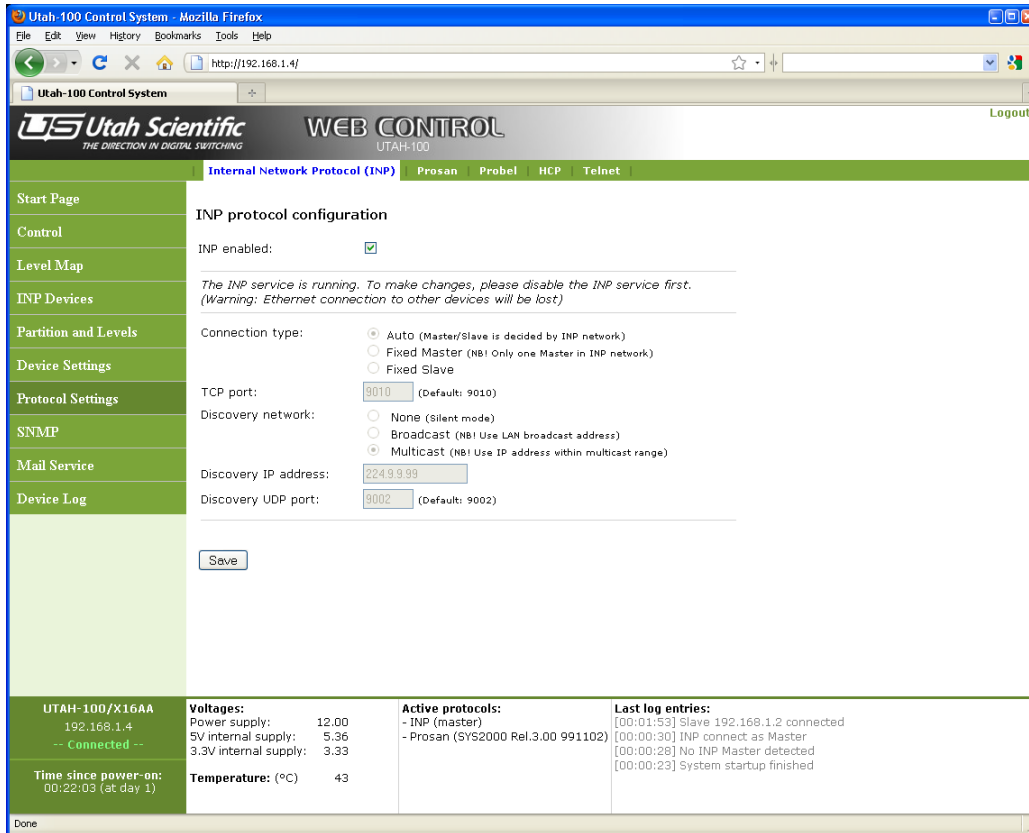 Utah-100 Control System - Mozilla Firefox
File Edit View History Bookmarks Tools Help
http://192.168.1.4/
Utah-100 Control System
Logout
US Utah Scientific
THE DIRECTION IN DIGITAL SWITCHING
WEB CONTROL
UTAH-100
Internal Network Protocol (INP) | Prosan | Probel | HCP | Telnet |
Start Page
Control
Level Map
INP Devices
Partition and Levels
Device Settings
Protocol Settings
SNMP
Mail Service
Device Log
INP protocol configuration
INP enabled:
The INP service is running. To make changes, please disable the INP service first.
(Warning: Ethernet connection to other devices will be lost)
Connection type:
Auto (Master/Slave is decided by INP network)
Fixed Master (NB! Only one Master in INP network)
Fixed Slave
TCP port: 9010 (Default: 9010)
Discovery network:
None (Silent mode)
Broadcast (NB! Use LAN broadcast address)
Multicast (NB! Use IP address within multicast range)
Discovery IP address: 224.9.9.99
Discovery UDP port: 9002 (Default: 9002)
Save
UTAH-100/X16AA
192.168.1.4
-- Connected --
Time since power-on:
00:22:03 (at day 1)
Voltages:
Power supply: 12.00
5V internal supply: 5.36
3.3V internal supply: 3.33
Temperature: (°C) 43
Active protocols:
- INP (master)
- Prosan (SYS2000 Rel.3.00 991102)
Last log entries:
[00:01:53] Slave 192.168.1.2 connected
[00:00:30] INP connect as Master
[00:00:28] No INP Master detected
[00:00:23] System startup finished
Done